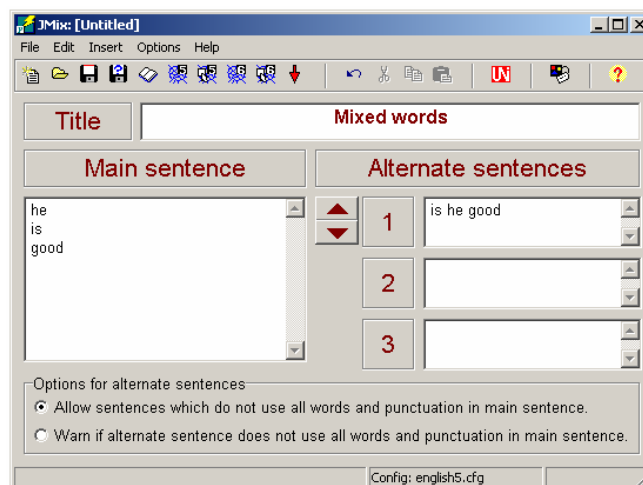 JMix: [Untitled]
File Edit Insert Options Help
Title
Mixed words
Main sentence
Alternate sentences
he
is
good
1
is he good
2
3
Options for alternate sentences
Allow sentences which do not use all words and punctuation in main sentence.
Warn if alternate sentence does not use all words and punctuation in main sentence.
Config: english5.cfg